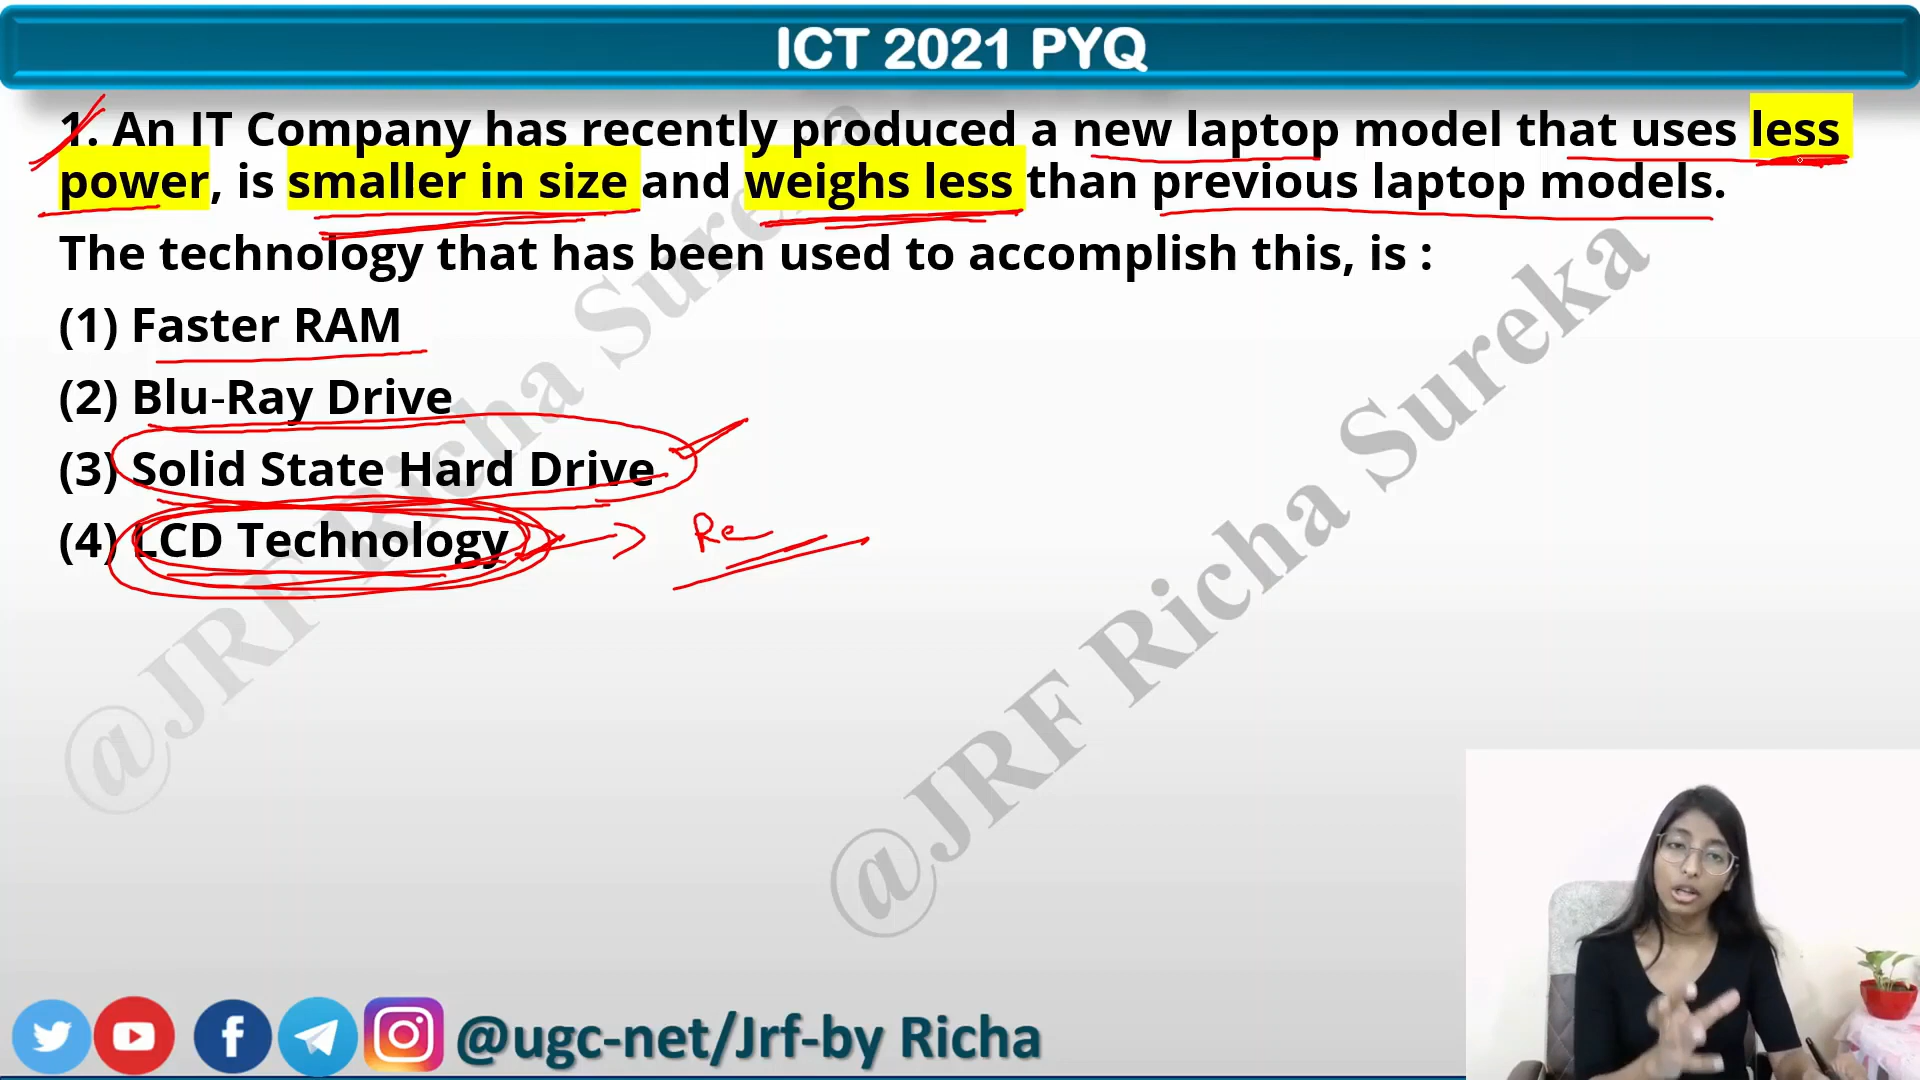 ICT 2021 PYQ
1. An IT Company has recently produced a new laptop model that uses less
power, is smaller in size and weighs less than previous laptop models.
The technology that has been used to accomplish this, is :
(1) Faster RAM
(2) Blu-Ray Drive
(3) Solid State Hard Drive
(4) LCD Technology
Re
@JRF Richa Sureka
@JRF Richa Sureka
@ugc-net/Jrf-by Richa